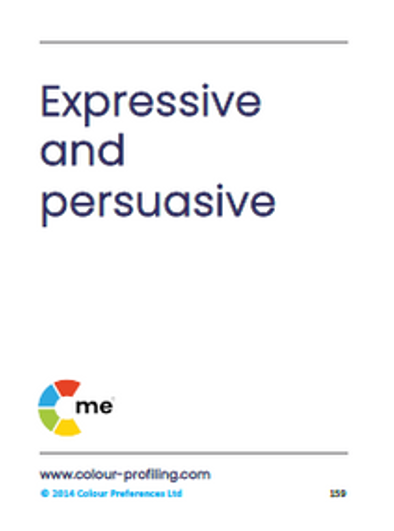 Expressive
and
persuasive
me
www.colour-profiling.com
© 2014 Colour Preferences Ltd 159